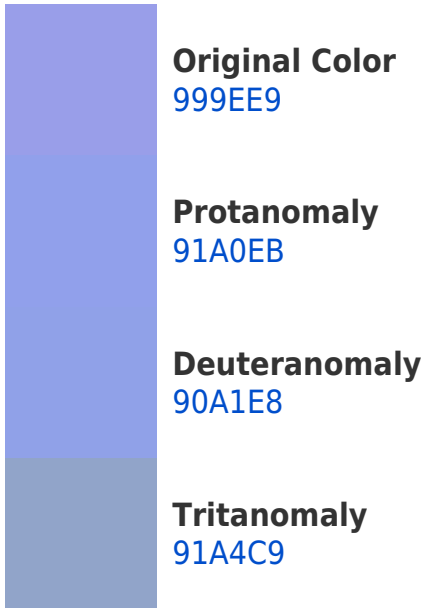 Original Color
999EE9
Protanomaly
91A0EB
Deuteranomaly
90A1E8
Tritanomaly
91A4C9